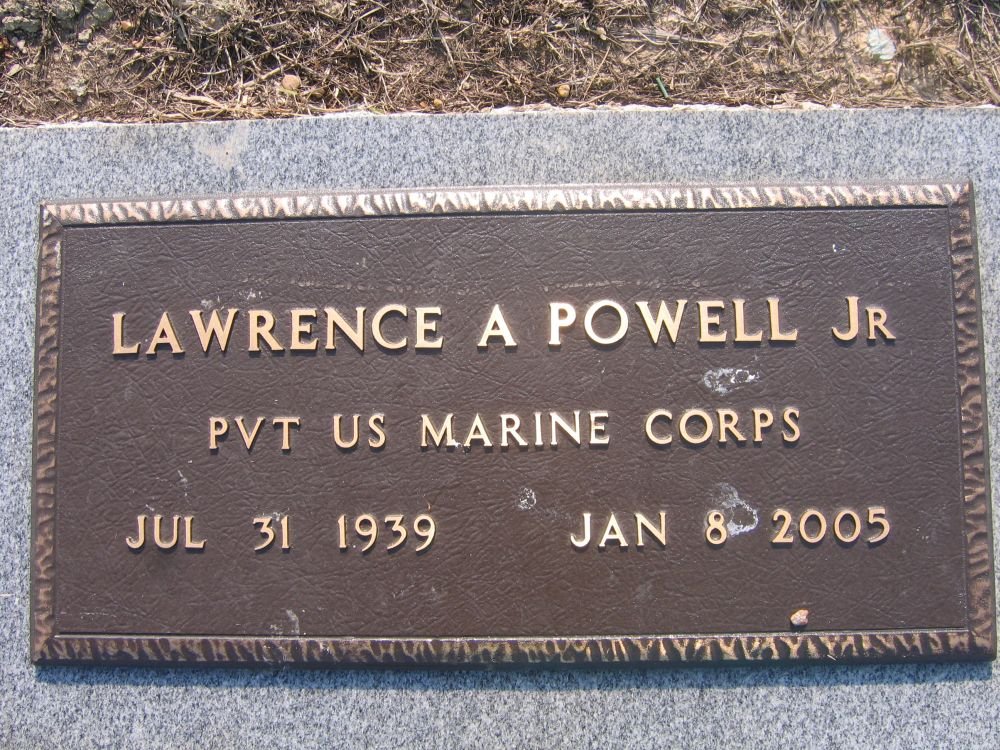 LAWRENCE A POWELL JR
PVT US MARINE CORPS
JUL 31 1939 JAN 8 2005